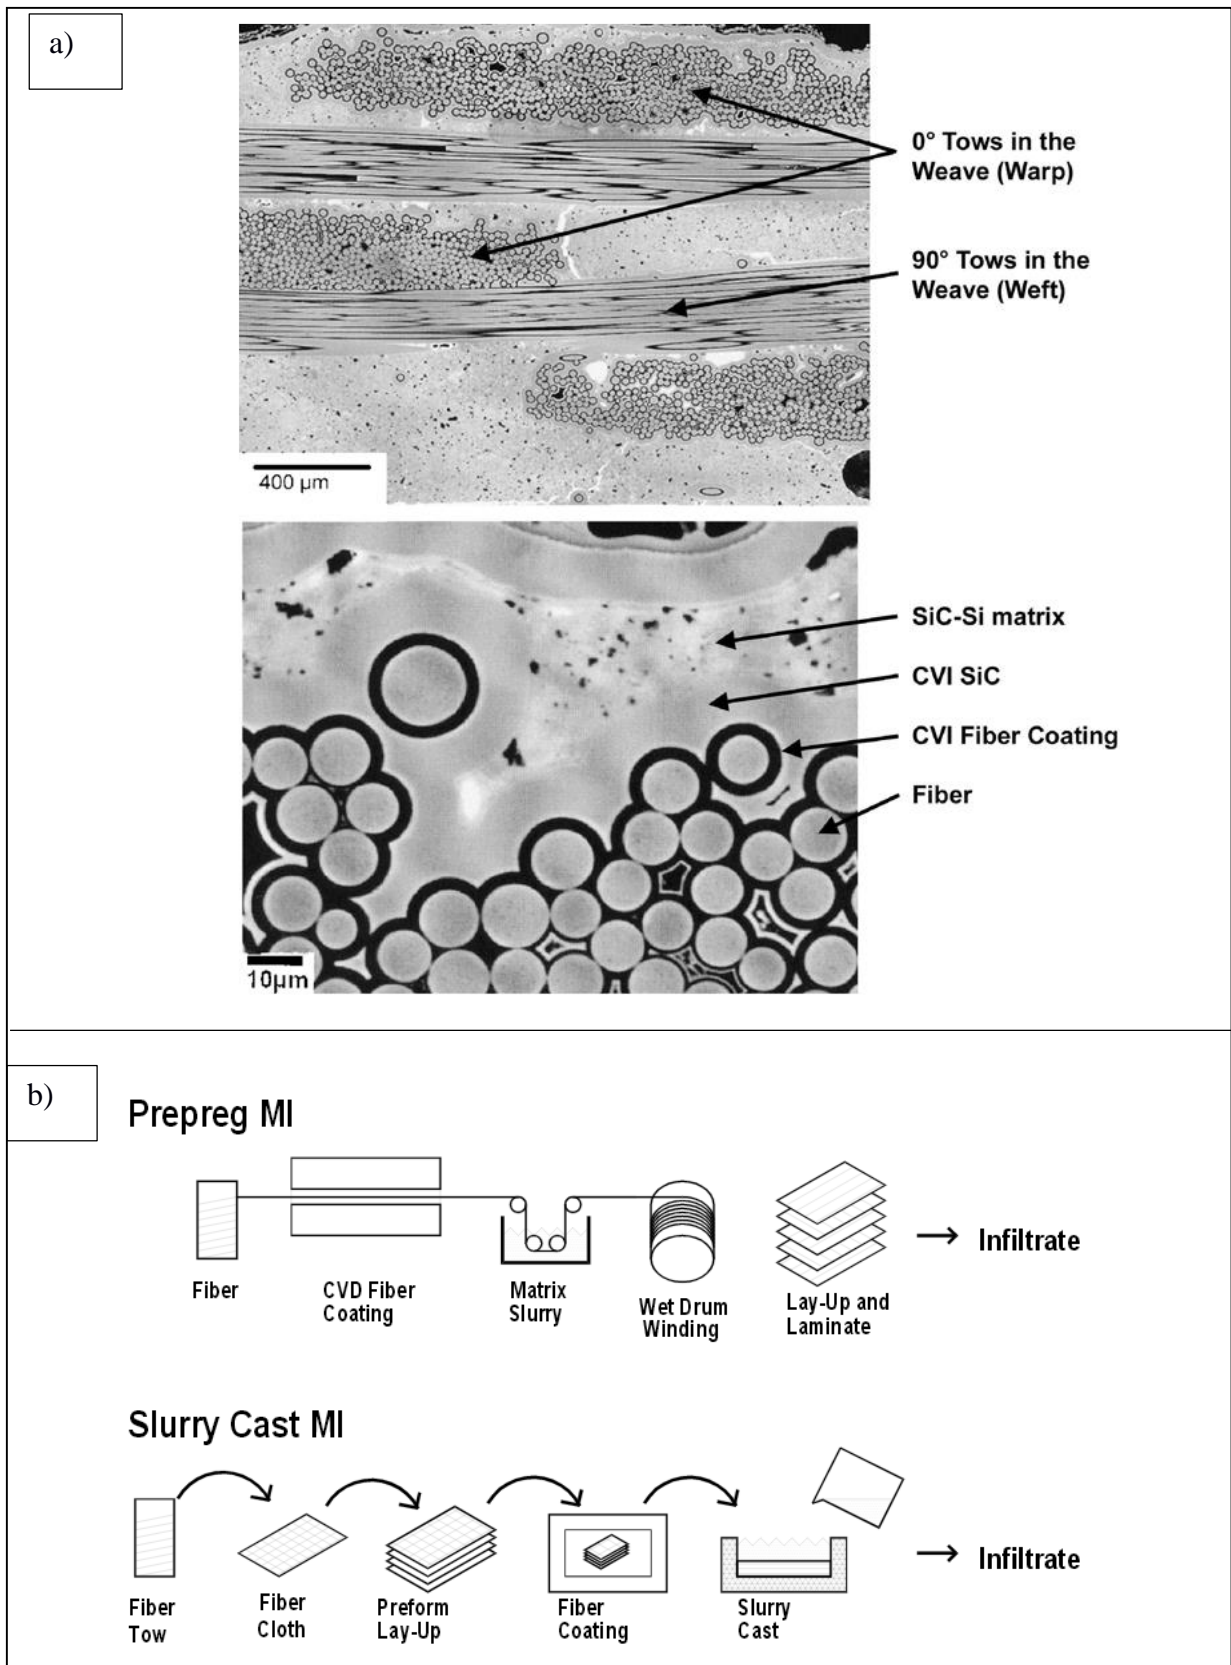 a)
0° Tows in the
Weave (Warp)
90° Tows in the
Weave (Weft)
400 µm
SiC-Si matrix
CVI SiC
CVI Fiber Coating
Fiber
10µm
b)
Prepreg MI
Fiber
CVD Fiber
Coating
Matrix
Slurry
Wet Drum
Winding
Lay-Up and
Laminate
Infiltrate
Slurry Cast MI
Fiber
Tow
Fiber
Cloth
Preform
Lay-Up
Fiber
Coating
Slurry
Cast
Infiltrate